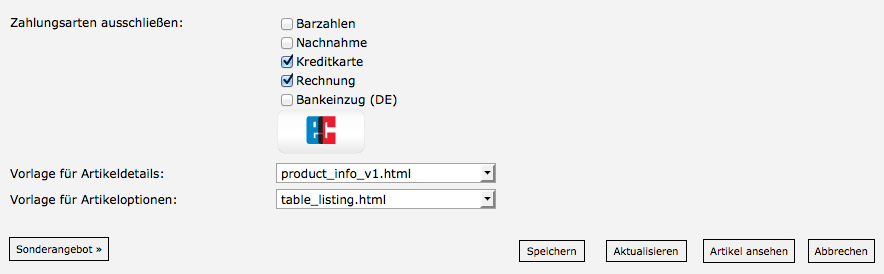 Zahlungsarten ausschließen:
Barzahlen
Nachnahme
Kreditkarte
Rechnung
Bankeinzug (DE)
EC
Vorlage für Artikeldetails: product_info_v1.html
Vorlage für Artikeloptionen: table_listing.html
Sonderangebot » Speichern Aktualisieren Artikel ansehen Abbrechen